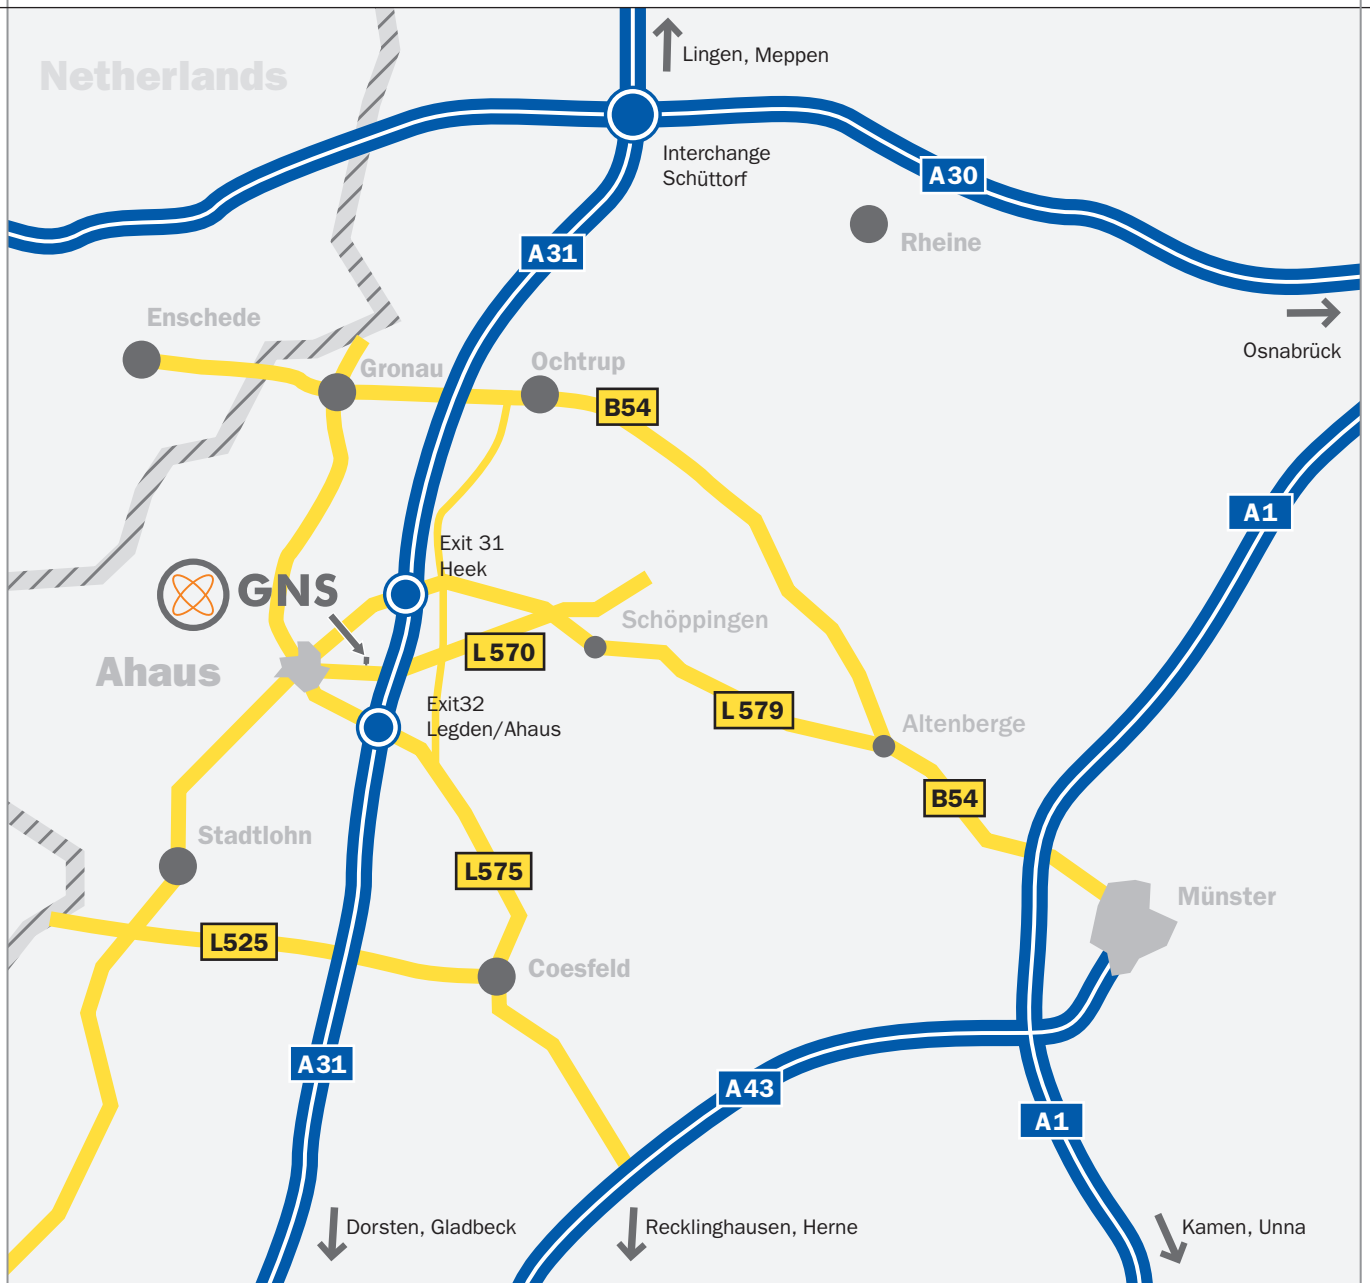 Lingen, Meppen
Netherlands
Interchange
Schüttorf
A30
Rheine
A31
Enschede
Osnabrück
Gronau
Ochtrup
B54
A1
Exit 31
Heek
GNS
Schöppingen
L570
Ahaus
Exit32
Legden/Ahaus
L579
Altenberge
B54
Stadtlohn
L575
Münster
L525
Coesfeld
A31
A43
A1
Dorsten, Gladbeck
Recklinghausen, Herne
Kamen, Unna